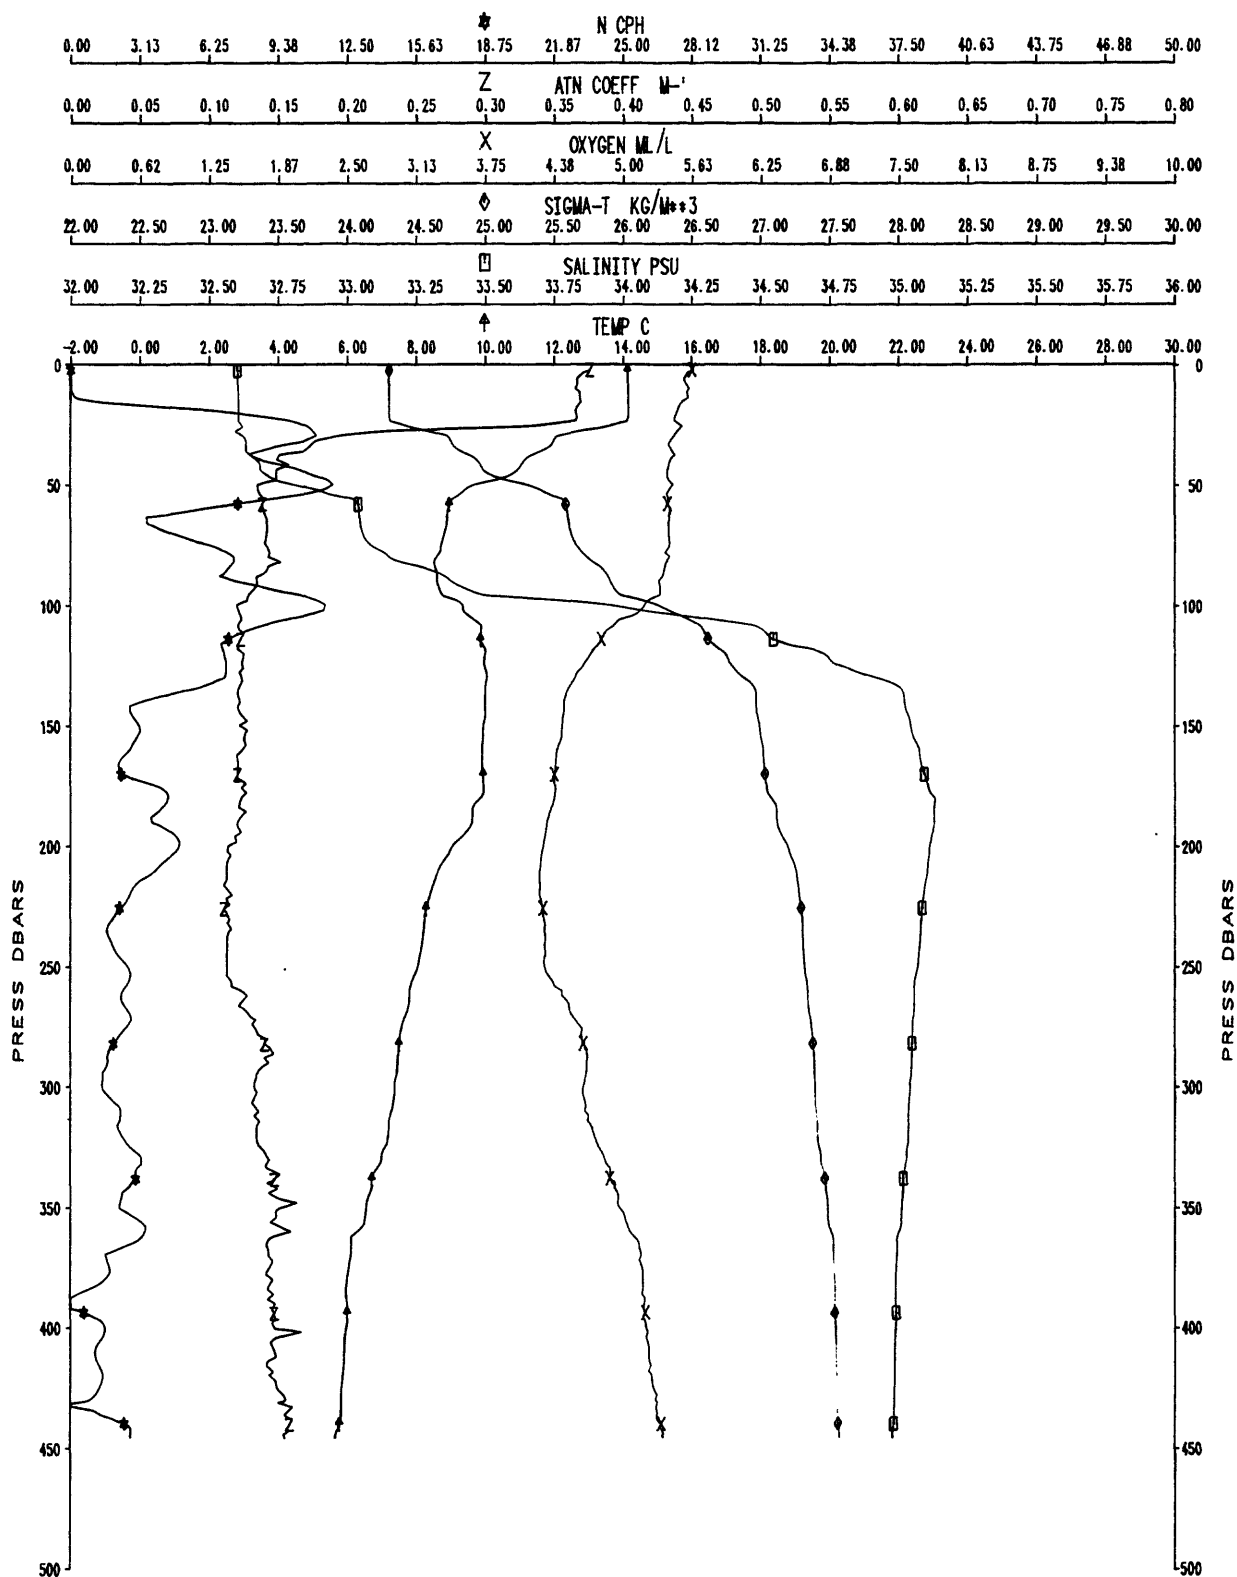 N CPH
0.00 3.13 6.25 9.38 12.50 15.63 18.75 21.87 25.00 28.12 31.25 34.38 37.50 40.63 43.75 46.88 50.00
Z ATN COEFF M-¹
0.00 0.05 0.10 0.15 0.20 0.25 0.30 0.35 0.40 0.45 0.50 0.55 0.60 0.65 0.70 0.75 0.80
X OXYGEN ML/L
0.00 0.62 1.25 1.87 2.50 3.13 3.75 4.38 5.00 5.63 6.25 6.88 7.50 8.13 8.75 9.38 10.00
SIGMA-T KG/M**3
22.00 22.50 23.00 23.50 24.00 24.50 25.00 25.50 26.00 26.50 27.00 27.50 28.00 28.50 29.00 29.50 30.00
SALINITY PSU
32.00 32.25 32.50 32.75 33.00 33.25 33.50 33.75 34.00 34.25 34.50 34.75 35.00 35.25 35.50 35.75 36.00
TEMP C
-2.00 0.00 2.00 4.00 6.00 8.00 10.00 12.00 14.00 16.00 18.00 20.00 22.00 24.00 26.00 28.00 30.00
0 0
50 50
100 100
150 150
200 200
250 250
300 300
350 350
400 400
450 450
500 500
PRESS DBARS
PRESS DBARS